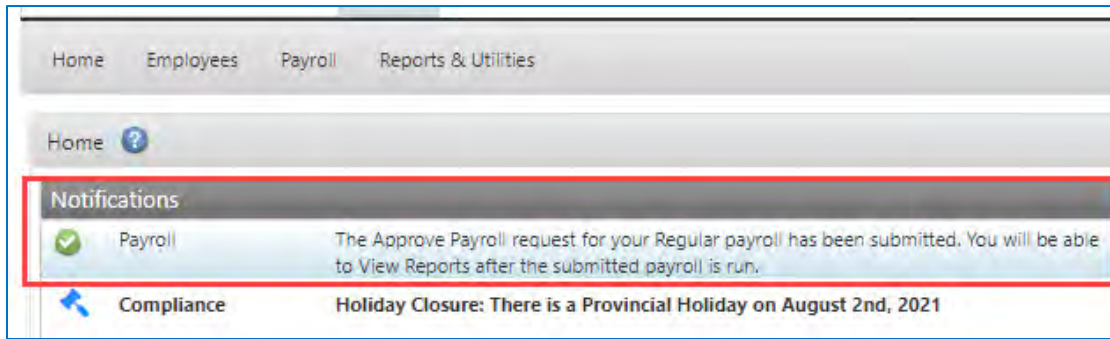 Home Employees Payroll Reports & Utilities
Home ?
Notifications
Payroll The Approve Payroll request for your Regular payroll has been submitted. You will be able
to View Reports after the submitted payroll is run.
Compliance Holiday Closure: There is a Provincial Holiday on August 2nd, 2021